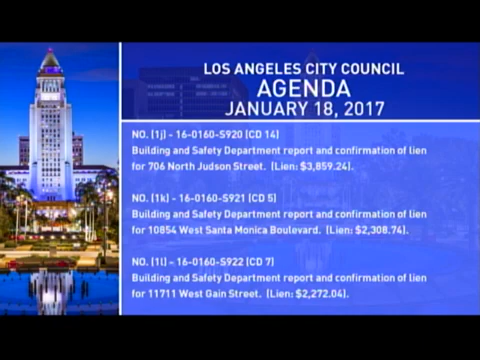 LOS ANGELES CITY COUNCIL
AGENDA
JANUARY 18, 2017
NO. (1j) - 16-0160-S920 (CD 14)
Building and Safety Department report and confirmation of lien
for 706 North Judson Street. (Lien: $3,859.24).
NO. (1k) - 16-0160-S921 (CD 5)
Building and Safety Department report and confirmation of lien
for 10854 West Santa Monica Boulevard. (Lien: $2,308.74).
NO. (1l) - 16-0160-S922 (CD 7)
Building and Safety Department report and confirmation of lien
for 11711 West Gain Street. (Lien: $2,272.04).